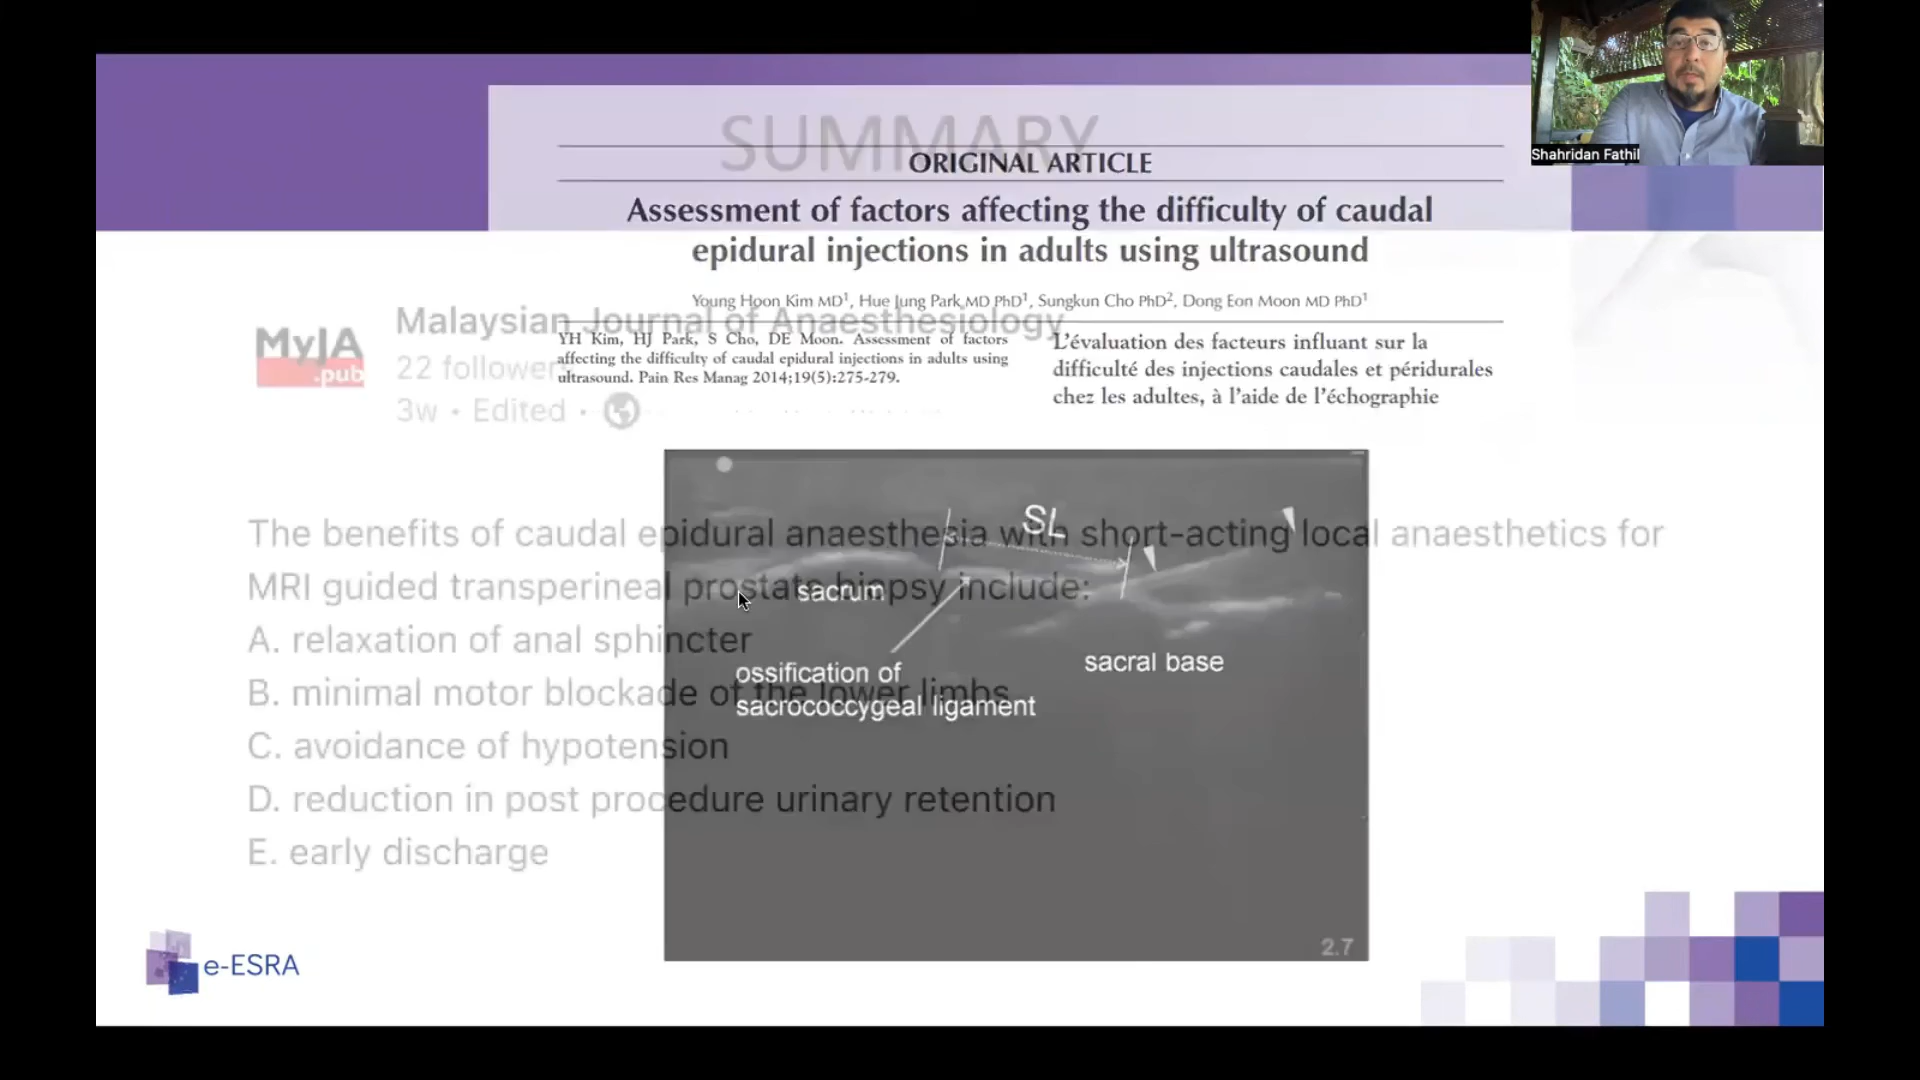 Shahridan Fathil
SUMMARY
ORIGINAL ARTICLE
Assessment of factors affecting the difficulty of caudal
epidural injections in adults using ultrasound
Young Hoon Kim MD1, Hue Jung Park MD PhD1, Sungkun Cho PhD2, Dong Eon Moon MD PhD1
YH Kim, HJ Park, S Cho, DE Moon. Assessment of factors
affecting the difficulty of caudal epidural injections in adults using
ultrasound. Pain Res Manag 2014;19(5):275-279.
L'évaluation des facteurs influant sur la
difficulté des injections caudales et péridurales
chez les adultes, à l'aide de l'échographie
MyJA
.pub
Malaysian Journal of Anaesthesiology
22 followers
3w • Edited •
The benefits of caudal epidural anaesthesia with short-acting local anaesthetics for
MRI guided transperineal prostate biopsy include:
A. relaxation of anal sphincter
B. minimal motor blockade of the lower limbs
C. avoidance of hypotension
D. reduction in post procedure urinary retention
E. early discharge
SL
sacrum
ossification of
sacrococcygeal ligament
sacral base
2.7
e-ESRA